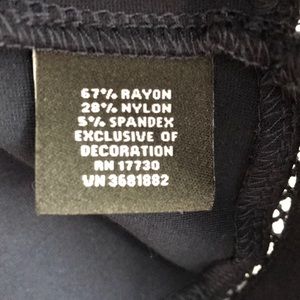 67% RAYON
28% NYLON
5% SPANDEX
EXCLUSIVE OF
DECORATION
RN 17730
VN 3681882